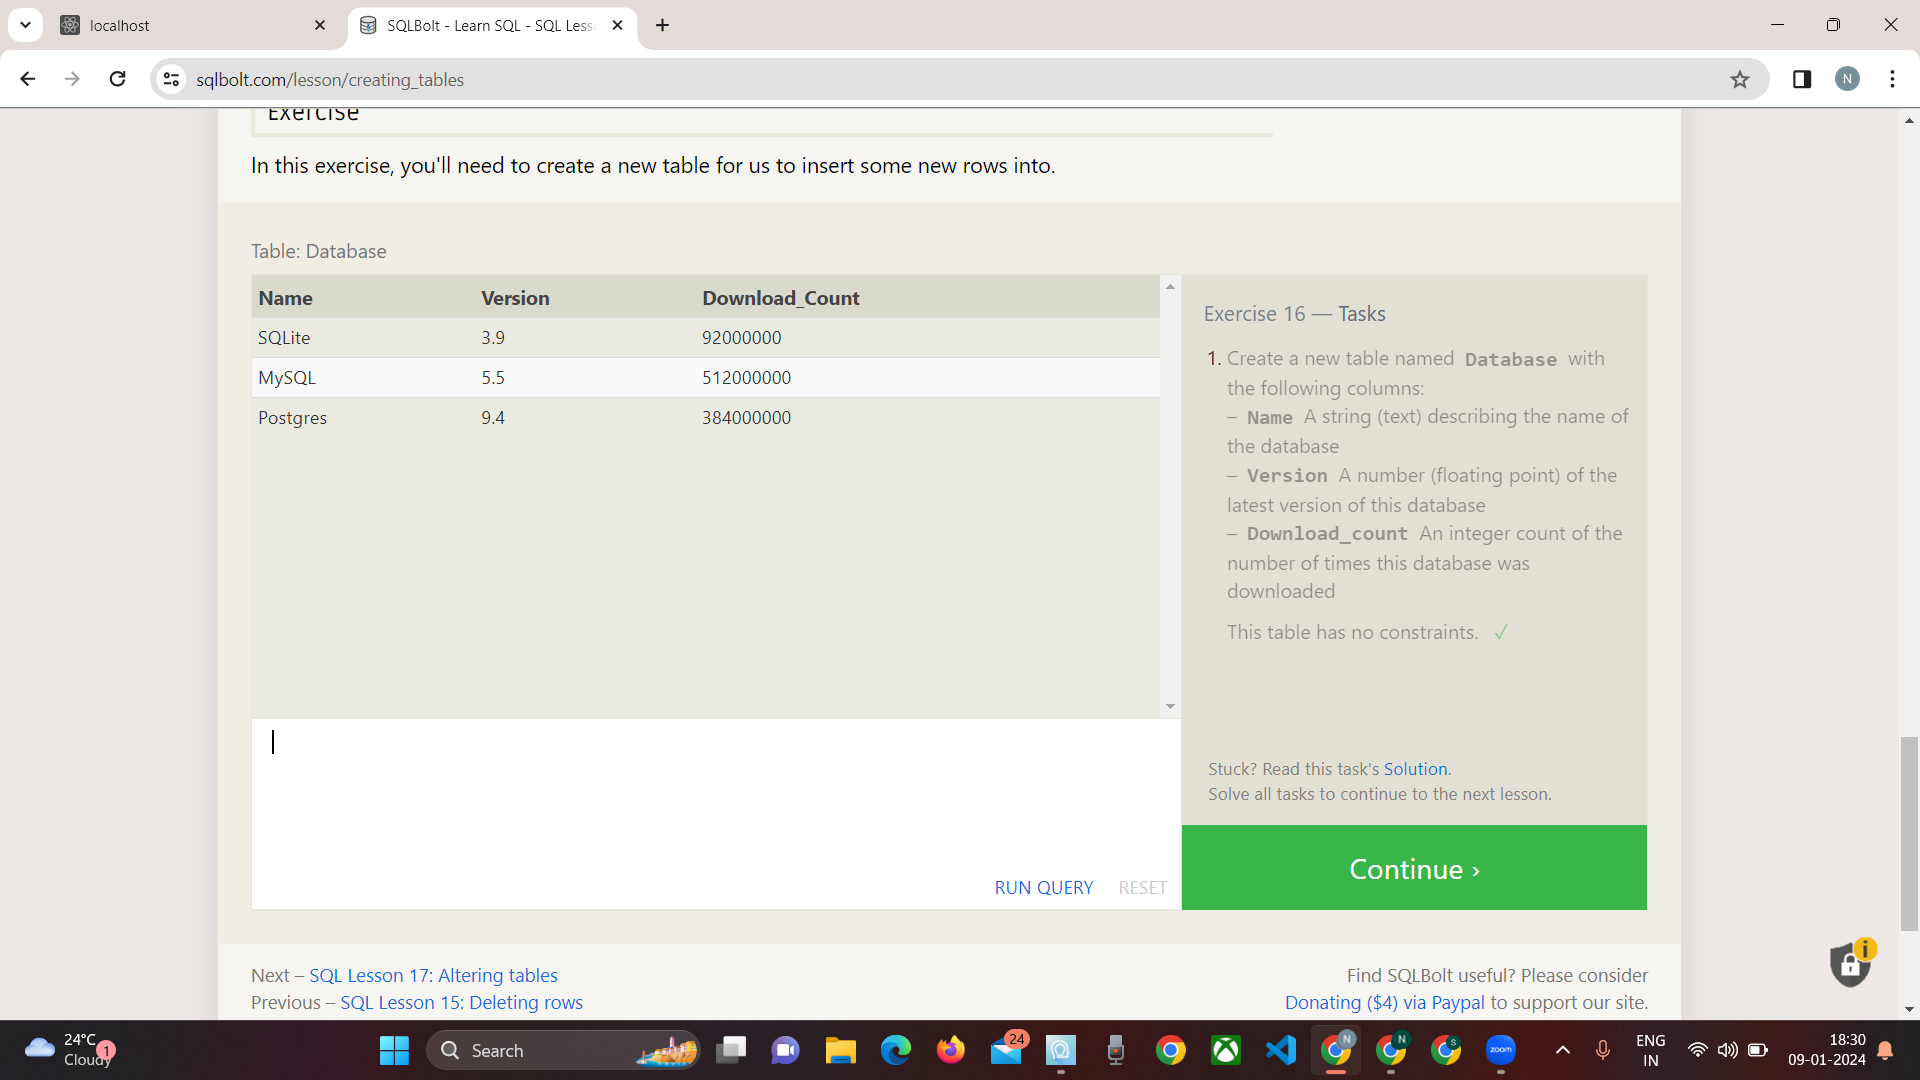 localhost
SQLBolt - Learn SQL - SQL Less
sqlbolt.com/lesson/creating_tables
N
Exercise
In this exercise, you'll need to create a new table for us to insert some new rows into.
Table: Database
Name Version Download_Count
SQLite 3.9 92000000
MySQL 5.5 512000000
Postgres 9.4 384000000
Exercise 16 — Tasks
1. Create a new table named Database with
the following columns:
– Name A string (text) describing the name of
the database
– Version A number (floating point) of the
latest version of this database
– Download_count An integer count of the
number of times this database was
downloaded
This table has no constraints. ✓
Stuck? Read this task's Solution.
Solve all tasks to continue to the next lesson.
RUN QUERY RESET
Continue ›
Next – SQL Lesson 17: Altering tables
Previous – SQL Lesson 15: Deleting rows
Find SQLBolt useful? Please consider
Donating ($4) via Paypal to support our site.
24°C
Cloudy
1
Search
24
N
N
S
zoom
ENG
IN
18:30
09-01-2024